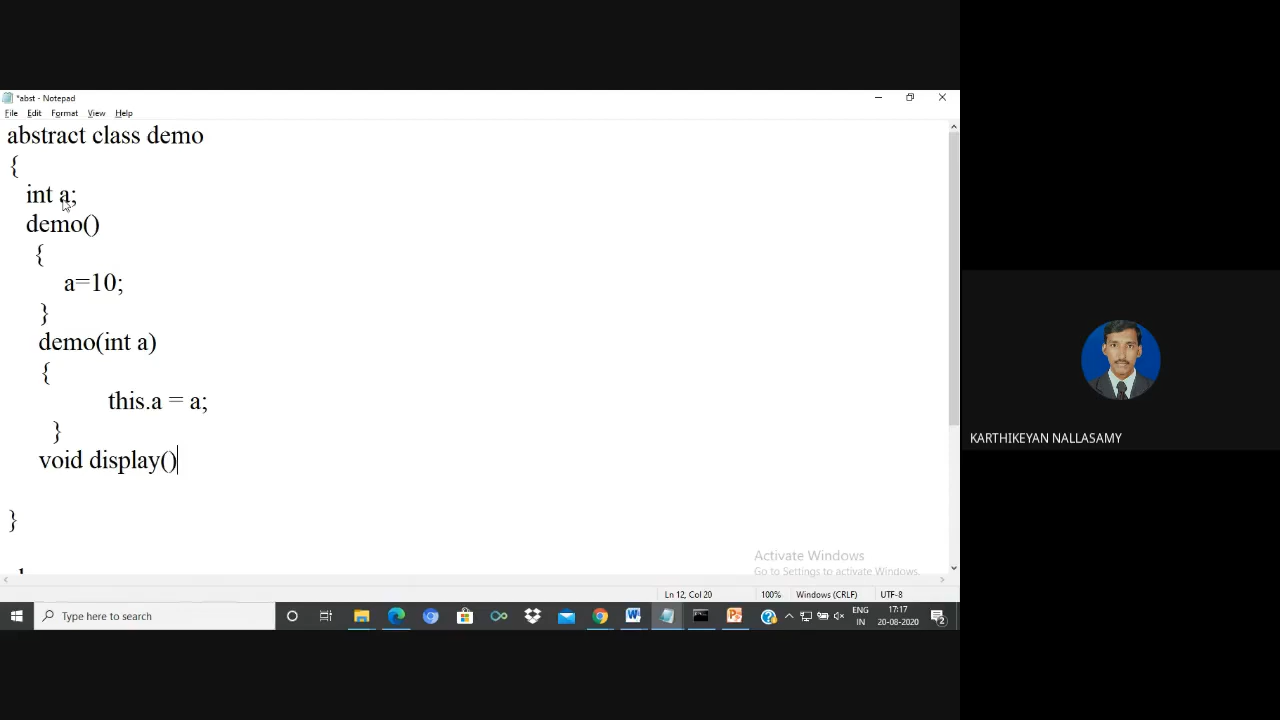 *abst - Notepad
File Edit Format View Help
abstract class demo
{
int a;
demo()
{
a=10;
}
demo(int a)
{
this.a = a;
}
void display()
}
Activate Windows
Go to Settings to activate Windows.
Ln 12, Col 20 100% Windows (CRLF) UTF-8
Type here to search
ENG
IN
17:17
20-08-2020
2
KARTHIKEYAN NALLASAMY